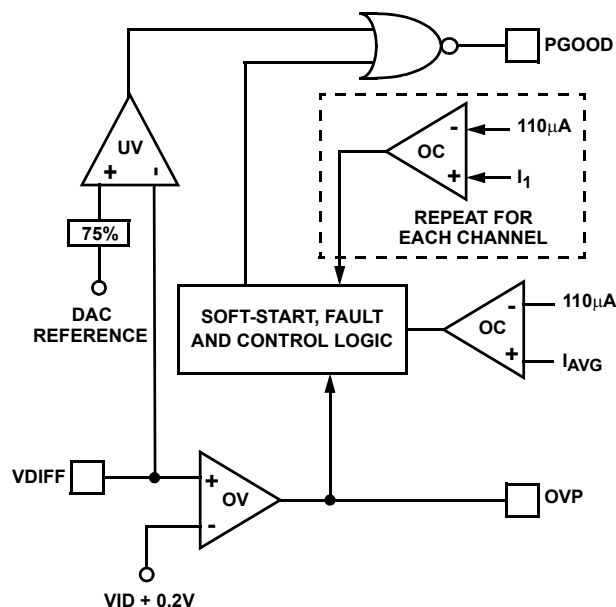 PGOOD
UV
+ -
75%
DAC
REFERENCE
- 110μA
OC
+ I1
REPEAT FOR
EACH CHANNEL
SOFT-START, FAULT
AND CONTROL LOGIC
- 110μA
OC
+ IAVG
VDIFF
+
OV
-
OVP
VID + 0.2V